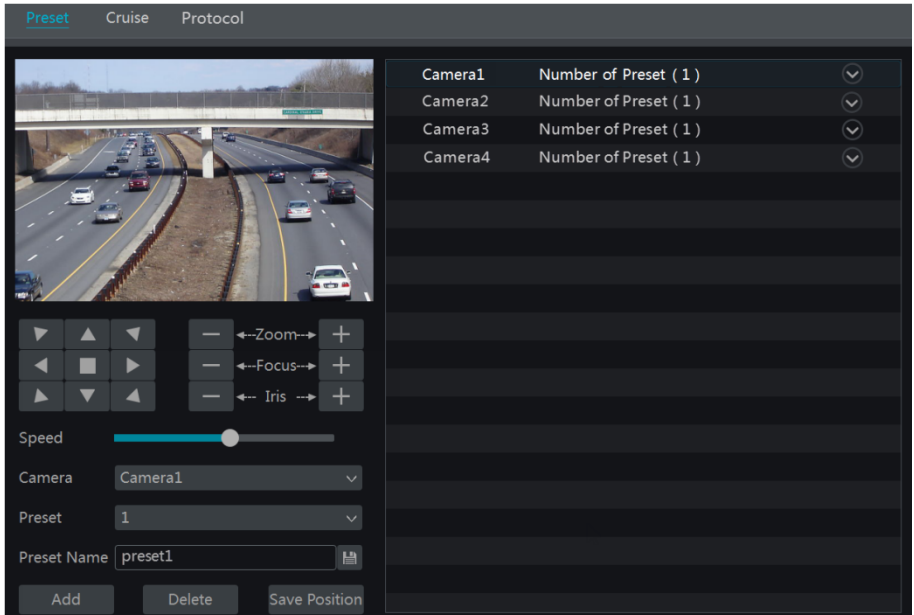 Preset Cruise Protocol
Camera1 Number of Preset ( 1 )
Camera2 Number of Preset ( 1 )
Camera3 Number of Preset ( 1 )
Camera4 Number of Preset ( 1 )
Zoom
Focus
Iris
Speed
Camera Camera1
Preset 1
Preset Name preset1
Add Delete Save Position